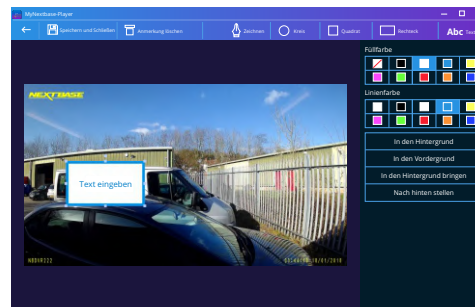 MyNextbase-Player
Speichern und Schließen
Anmerkung löschen
Zeichnen
Kreis
Quadrat
Rechteck
Abc Text
Füllfarbe
NEXTBASE
Linienfarbe
In den Hintergrund
In den Vordergrund
In den Hintergrund bringen
Nach hinten stellen
Text eingeben